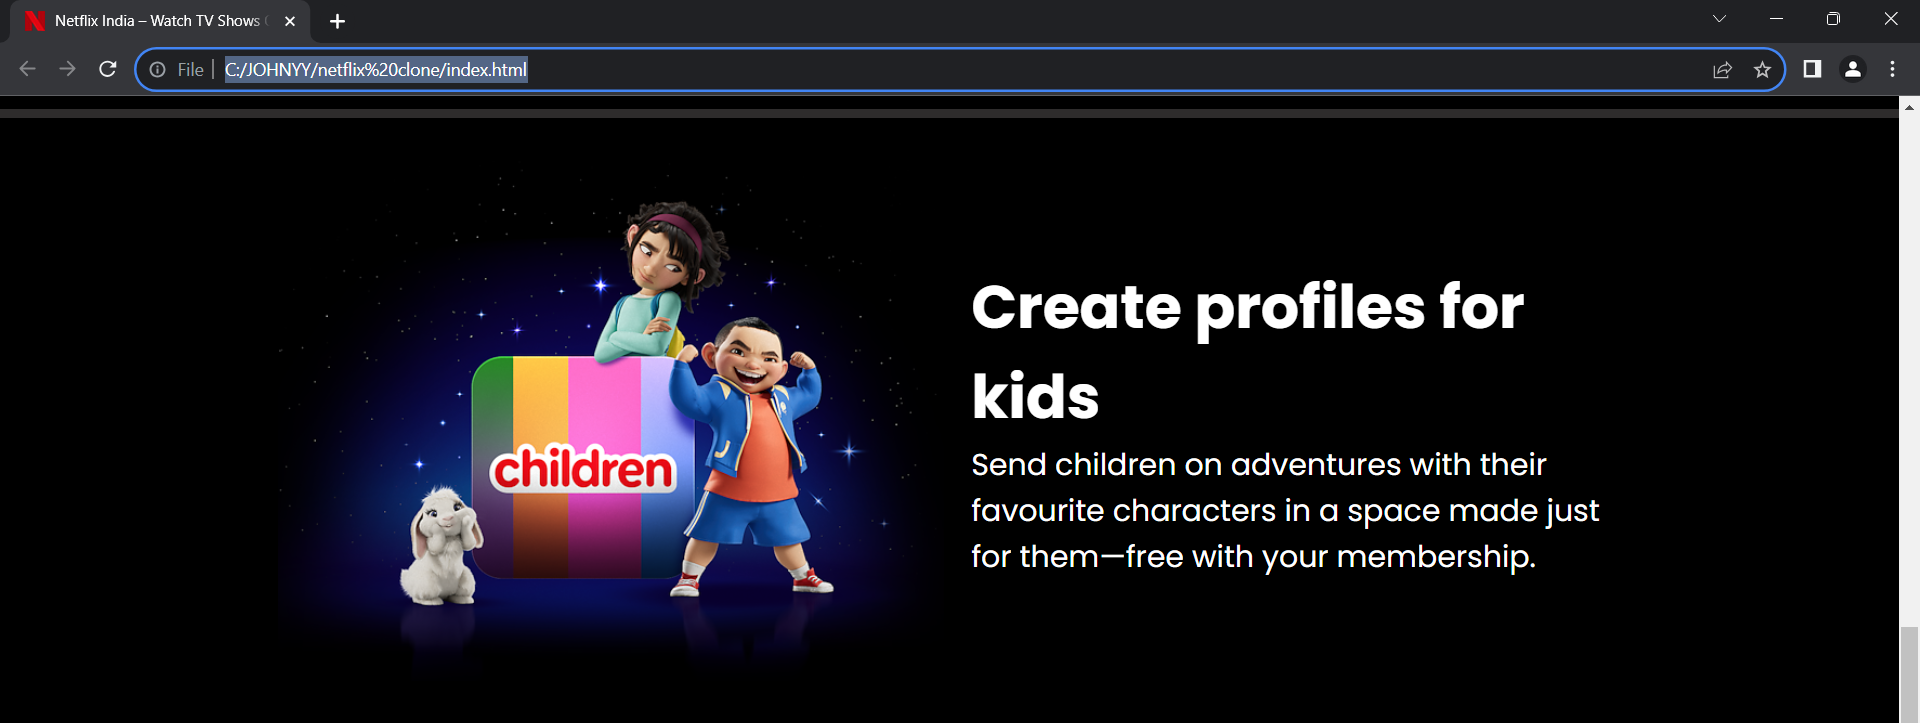 Netflix India – Watch TV Shows
File
C:/JOHNYY/netflix%20clone/index.html
children
Create profiles for
kids
Send children on adventures with their
favourite characters in a space made just
for them—free with your membership.